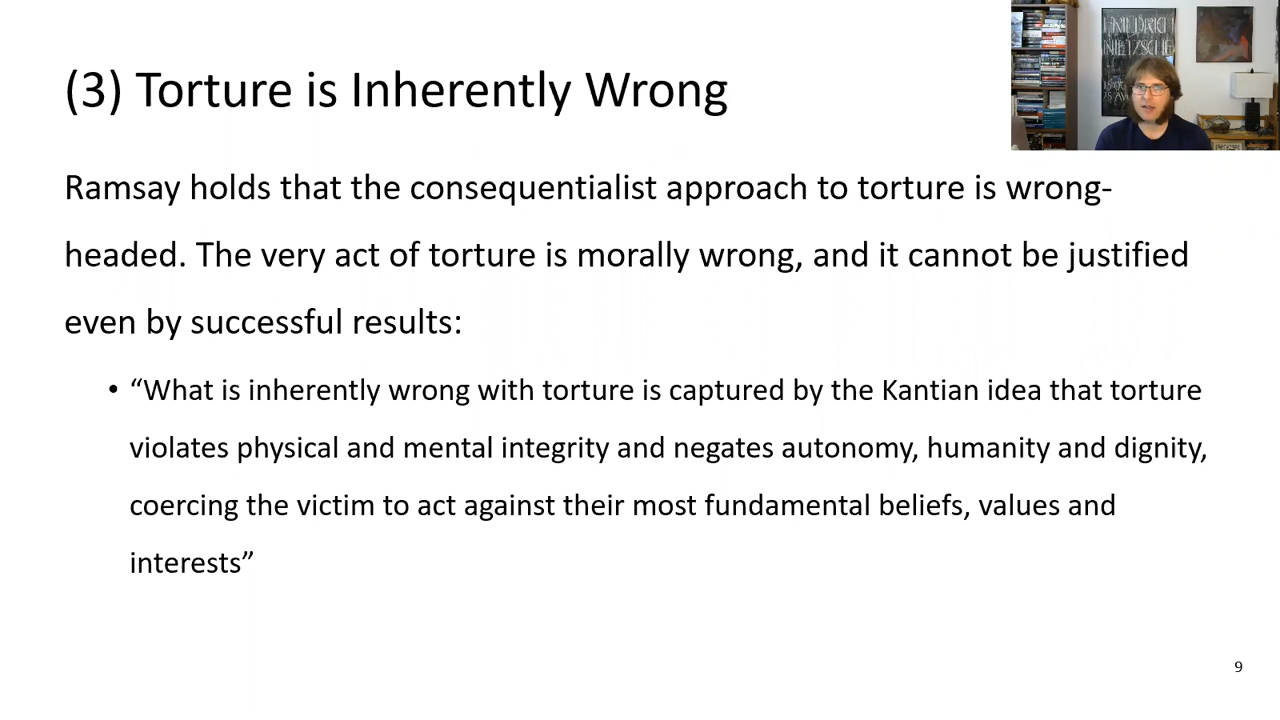 FRIEDRICH
NIETZSCHE
(3) Torture is Inherently Wrong
Ramsay holds that the consequentialist approach to torture is wrong-
headed. The very act of torture is morally wrong, and it cannot be justified
even by successful results:
• “What is inherently wrong with torture is captured by the Kantian idea that torture
violates physical and mental integrity and negates autonomy, humanity and dignity,
coercing the victim to act against their most fundamental beliefs, values and
interests”
9